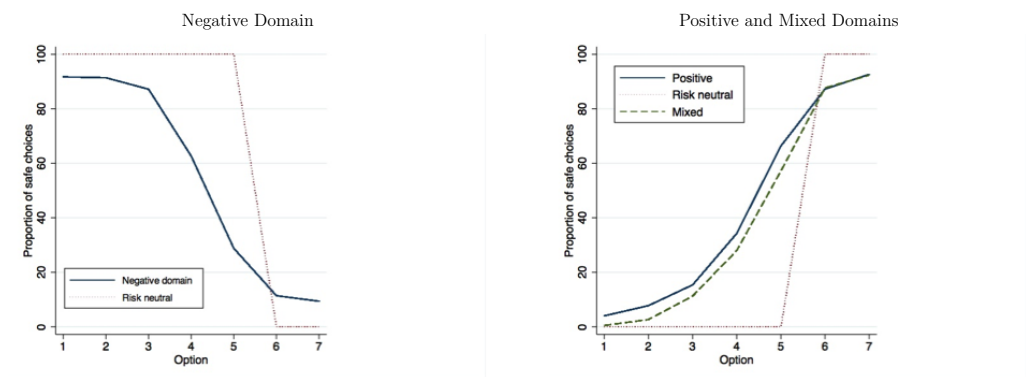 Negative Domain
Proportion of safe choices
100
80
60
40
20
0
Negative domain
Risk neutral
1 2 3 4 5 6 7
Option
Positive and Mixed Domains
Proportion of safe choices
100
80
60
40
20
0
Positive
Risk neutral
Mixed
1 2 3 4 5 6 7
Option